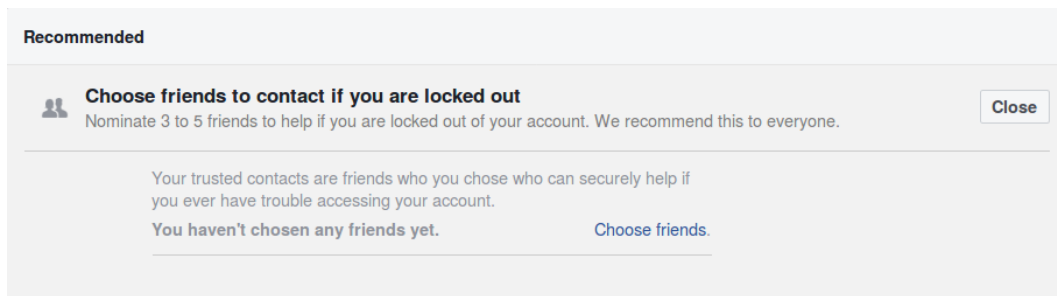 Recommended
Choose friends to contact if you are locked out
Close
Nominate 3 to 5 friends to help if you are locked out of your account. We recommend this to everyone.
Your trusted contacts are friends who you chose who can securely help if
you ever have trouble accessing your account.
You haven't chosen any friends yet. Choose friends.